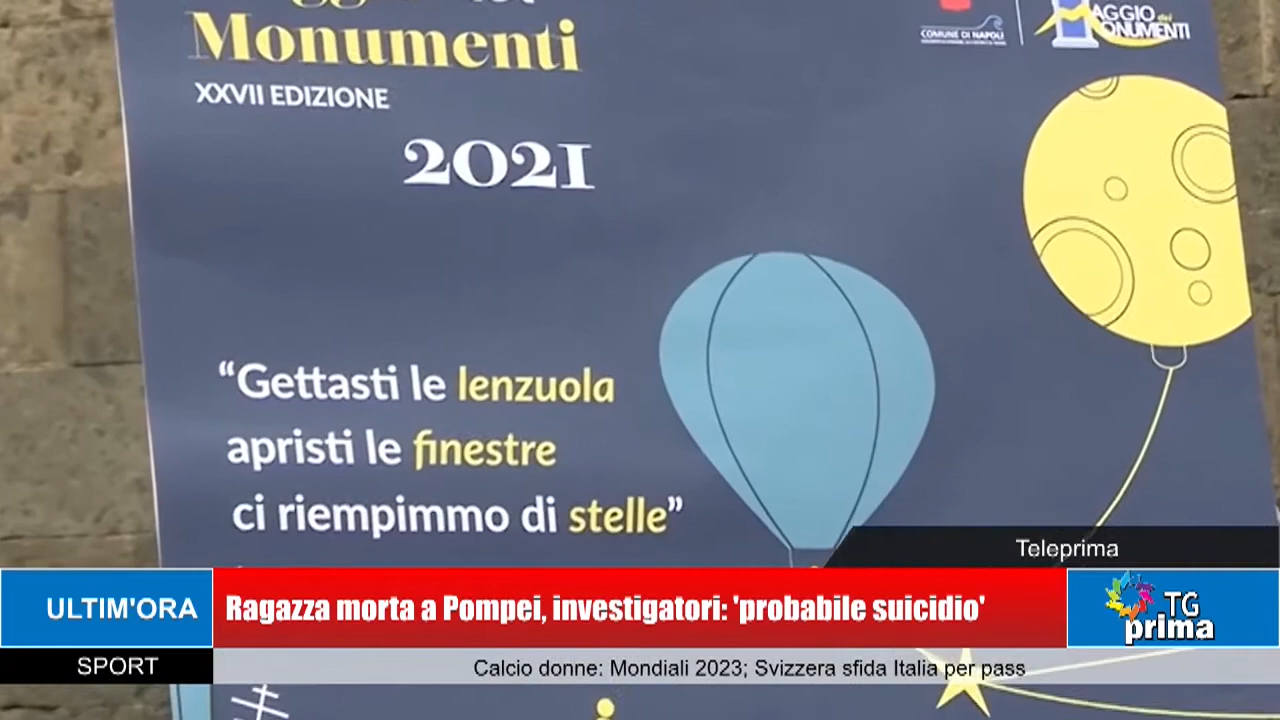 Monumenti
XXVII EDIZIONE
2021
COMUNE DI NAPOLI
MAGGIO dei
MONUMENTI
“Gettasti le lenzuola
apristi le finestre
ci riempimmo di stelle”
Teleprima
ULTIM'ORA
Ragazza morta a Pompei, investigatori: 'probabile suicidio'
TG
prima
SPORT
Calcio donne: Mondiali 2023; Svizzera sfida Italia per pass